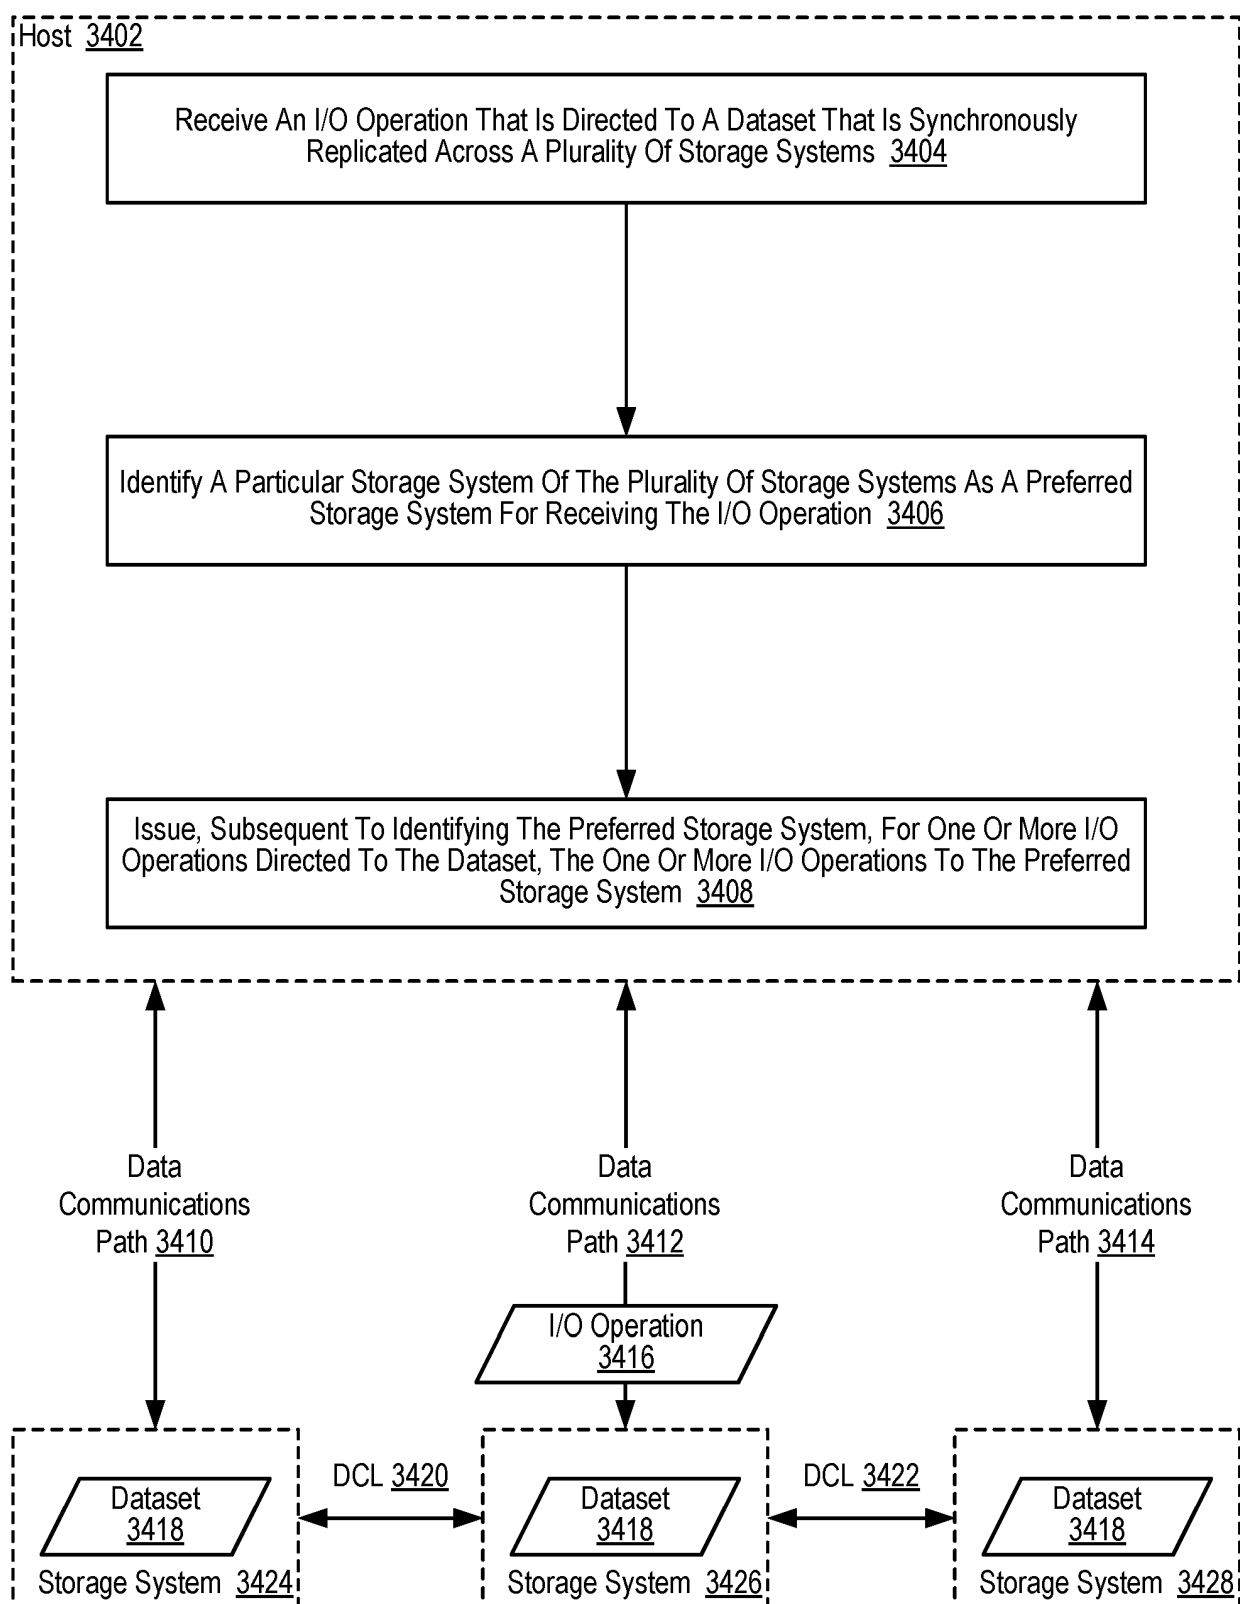 Host 3402
Receive An I/O Operation That Is Directed To A Dataset That Is Synchronously
Replicated Across A Plurality Of Storage Systems 3404
Identify A Particular Storage System Of The Plurality Of Storage Systems As A Preferred
Storage System For Receiving The I/O Operation 3406
Issue, Subsequent To Identifying The Preferred Storage System, For One Or More I/O
Operations Directed To The Dataset, The One Or More I/O Operations To The Preferred
Storage System 3408
Data
Communications
Path 3410
Data
Communications
Path 3412
Data
Communications
Path 3414
I/O Operation
3416
Dataset
3418
Storage System 3424
DCL 3420
Dataset
3418
Storage System 3426
DCL 3422
Dataset
3418
Storage System 3428